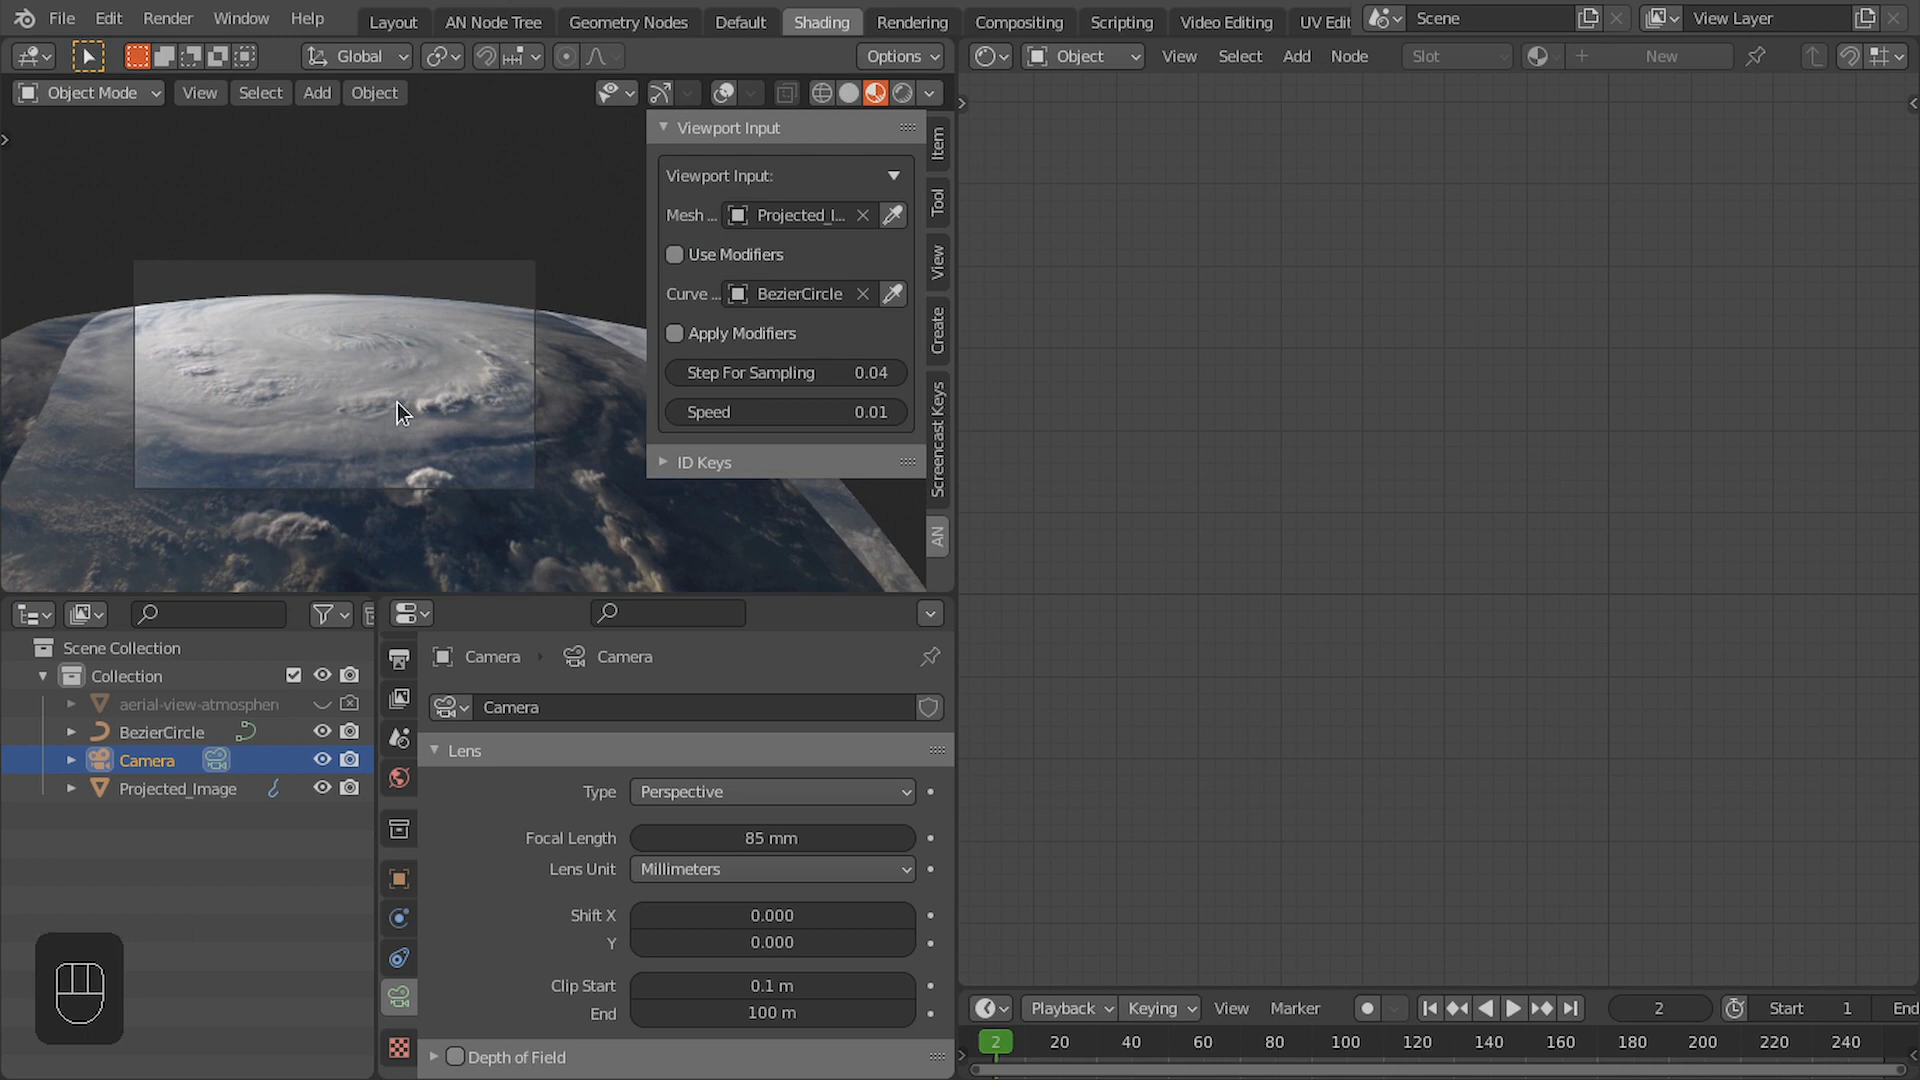 File Edit Render Window Help
Layout AN Node Tree Geometry Nodes Default Shading Rendering Compositing Scripting Video Editing UV Edit
Scene
View Layer
Global
Options
Object
View Select Add Node
Slot
New
Object Mode
View Select Add Object
Viewport Input
Viewport Input:
Mesh ... Projected_I...
Use Modifiers
Curve ... BezierCircle
Apply Modifiers
Step For Sampling 0.04
Speed 0.01
ID Keys
Item
Tool
View
Create
Screencast Keys
AN
Scene Collection
Collection
aerial-view-atmospher
BezierCircle
Camera
Projected_Image
Camera Camera
Camera
Lens
Type Perspective
Focal Length 85 mm
Lens Unit Millimeters
Shift X 0.000
Y 0.000
Clip Start 0.1 m
End 100 m
Depth of Field
Playback Keying View Marker
2
Start 1 End
2 20 40 60 80 100 120 140 160 180 200 220 240